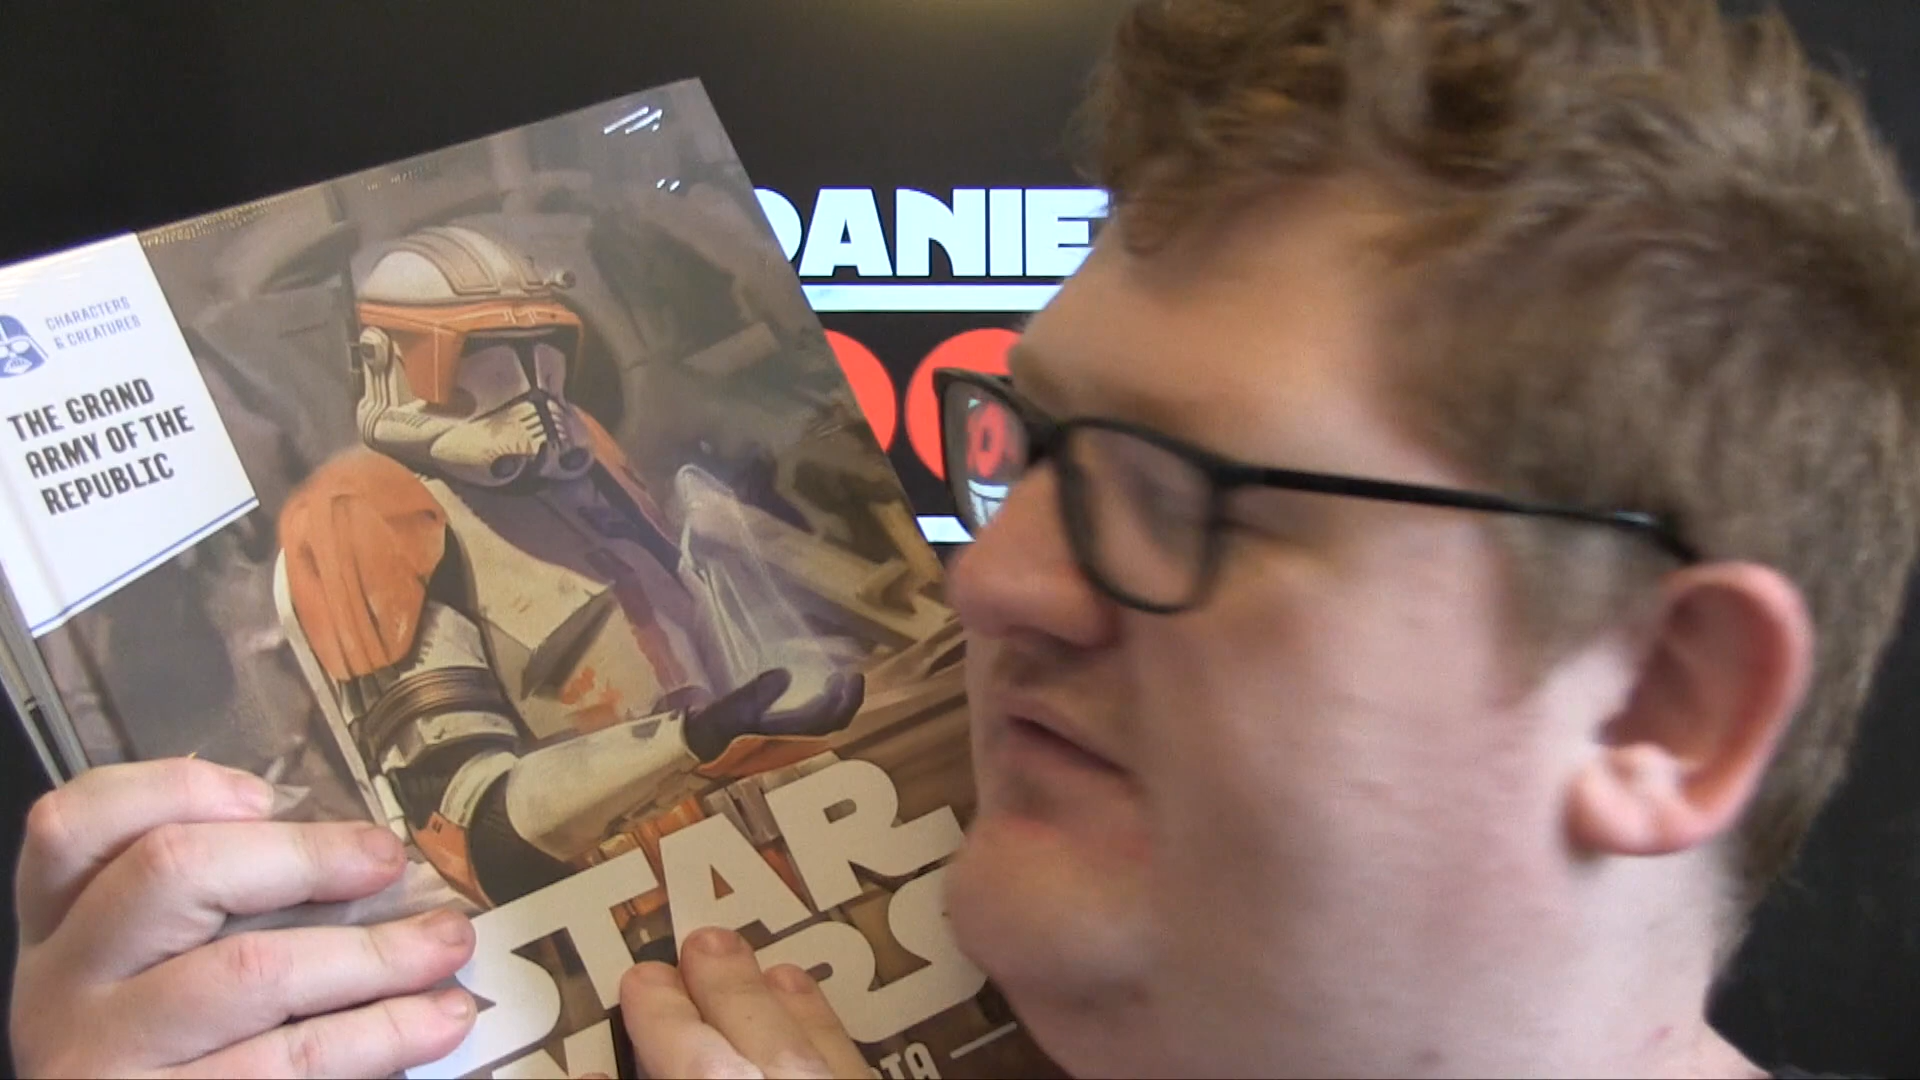 CHARACTERS
& CREATURES
THE GRAND
ARMY OF THE
REPUBLIC
DANIE
STAR